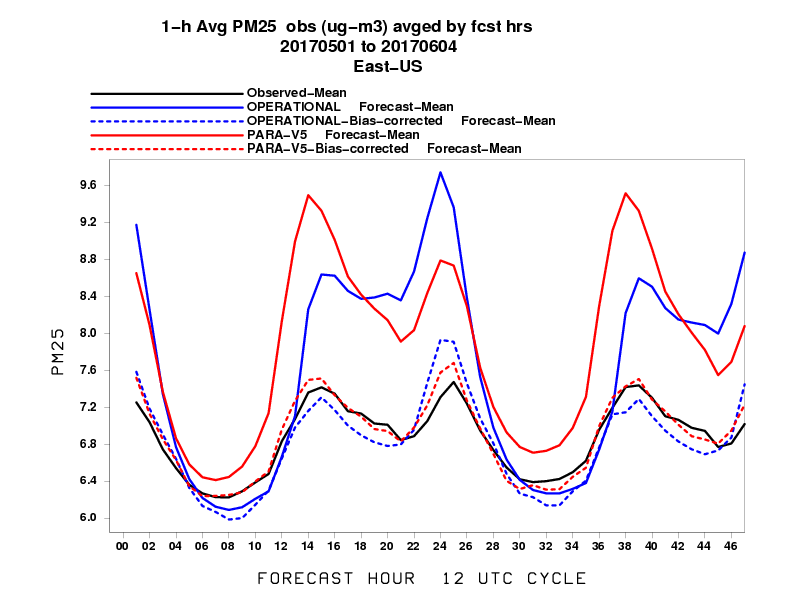 1-h Avg PM25 obs (ug-m3) avged by fcst hrs
20170501 to 20170604
East-US
Observed-Mean
OPERATIONAL Forecast-Mean
OPERATIONAL-Bias-corrected Forecast-Mean
PARA-V5 Forecast-Mean
PARA-V5-Bias-corrected Forecast-Mean
9.6
9.2
8.8
8.4
8.0
7.6
7.2
6.8
6.4
6.0
PM25
00 02 04 06 08 10 12 14 16 18 20 22 24 26 28 30 32 34 36 38 40 42 44 46
FORECAST HOUR 12 UTC CYCLE